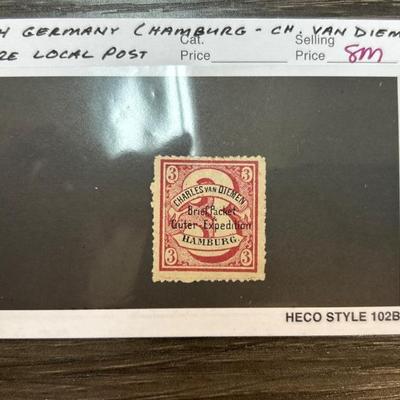 H GERMANY (HAMBURG - CH. VAN DIEM
RE LOCAL POST
Cat.
Price
Selling
Price 8m
3 3
CHARLES VAN DIEMEN
Brief Packet
&
Güter-Expedition
HAMBURG.
3 3
HECO STYLE 102B